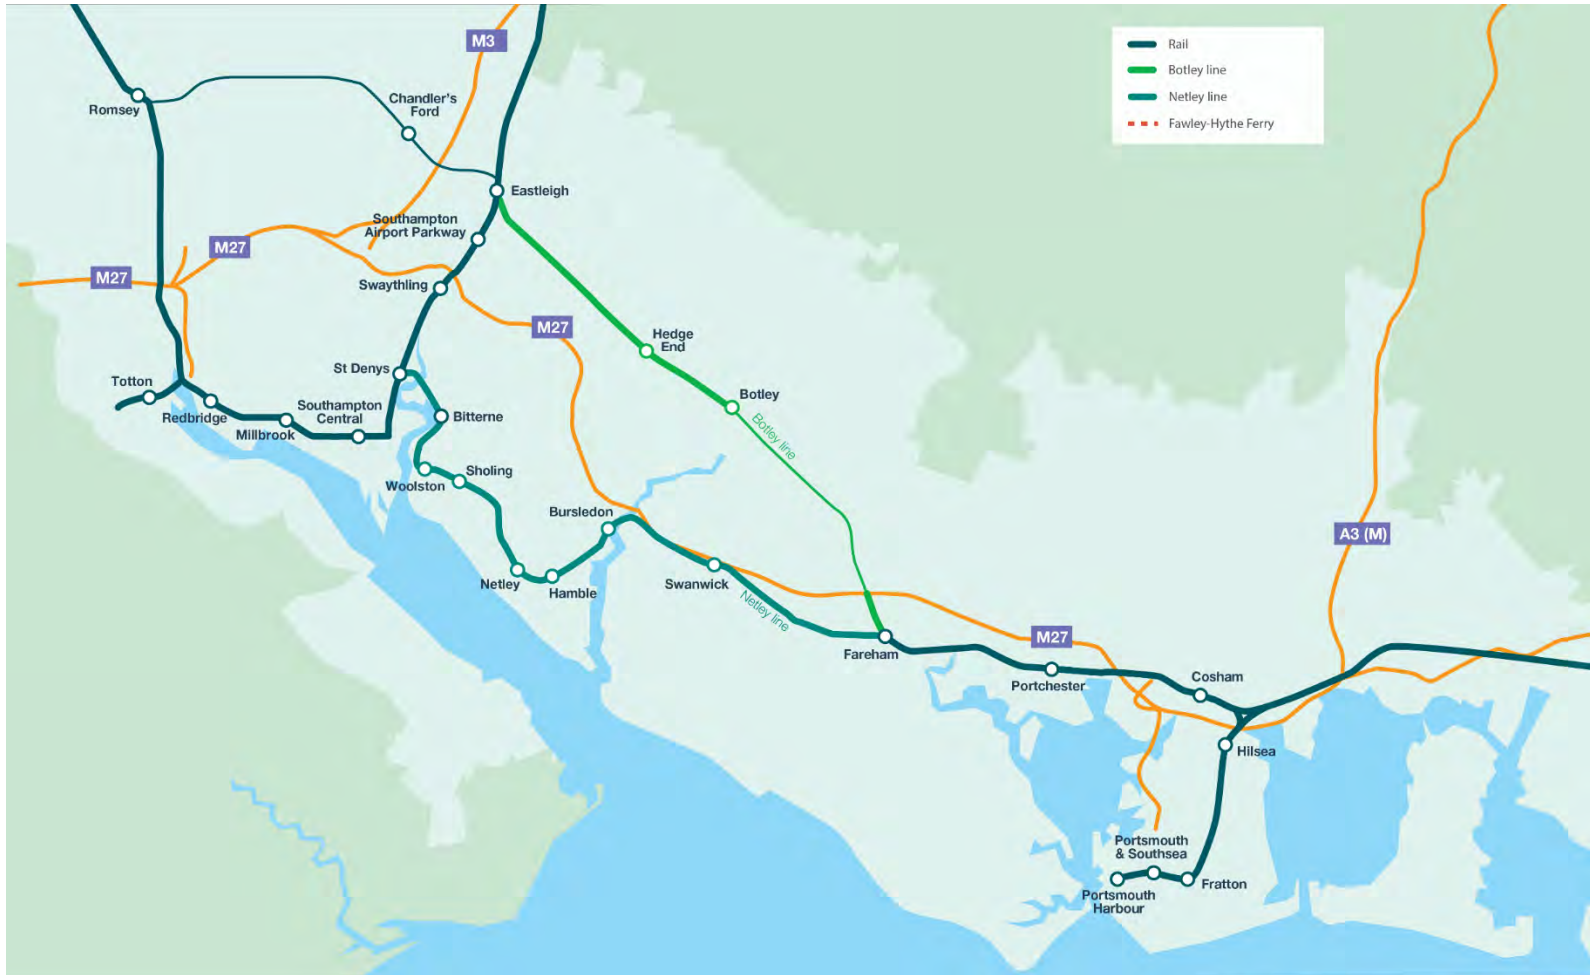 M3
Rail
Botley line
Netley line
Fawley-Hythe Ferry
Romsey
Chandler's
Ford
Eastleigh
Southampton
Airport Parkway
M27
M27
Swaythling
M27
Hedge
End
St Denys
Totton
Botley
Southampton
Central
Redbridge
Millbrook
Bitterne
Botley line
Sholing
Woolston
Bursledon
A3 (M)
Netley
Hamble
Swanwick
Netley line
Fareham
M27
Portchester
Cosham
Hilsea
Portsmouth
& Southsea
Fratton
Portsmouth
Harbour